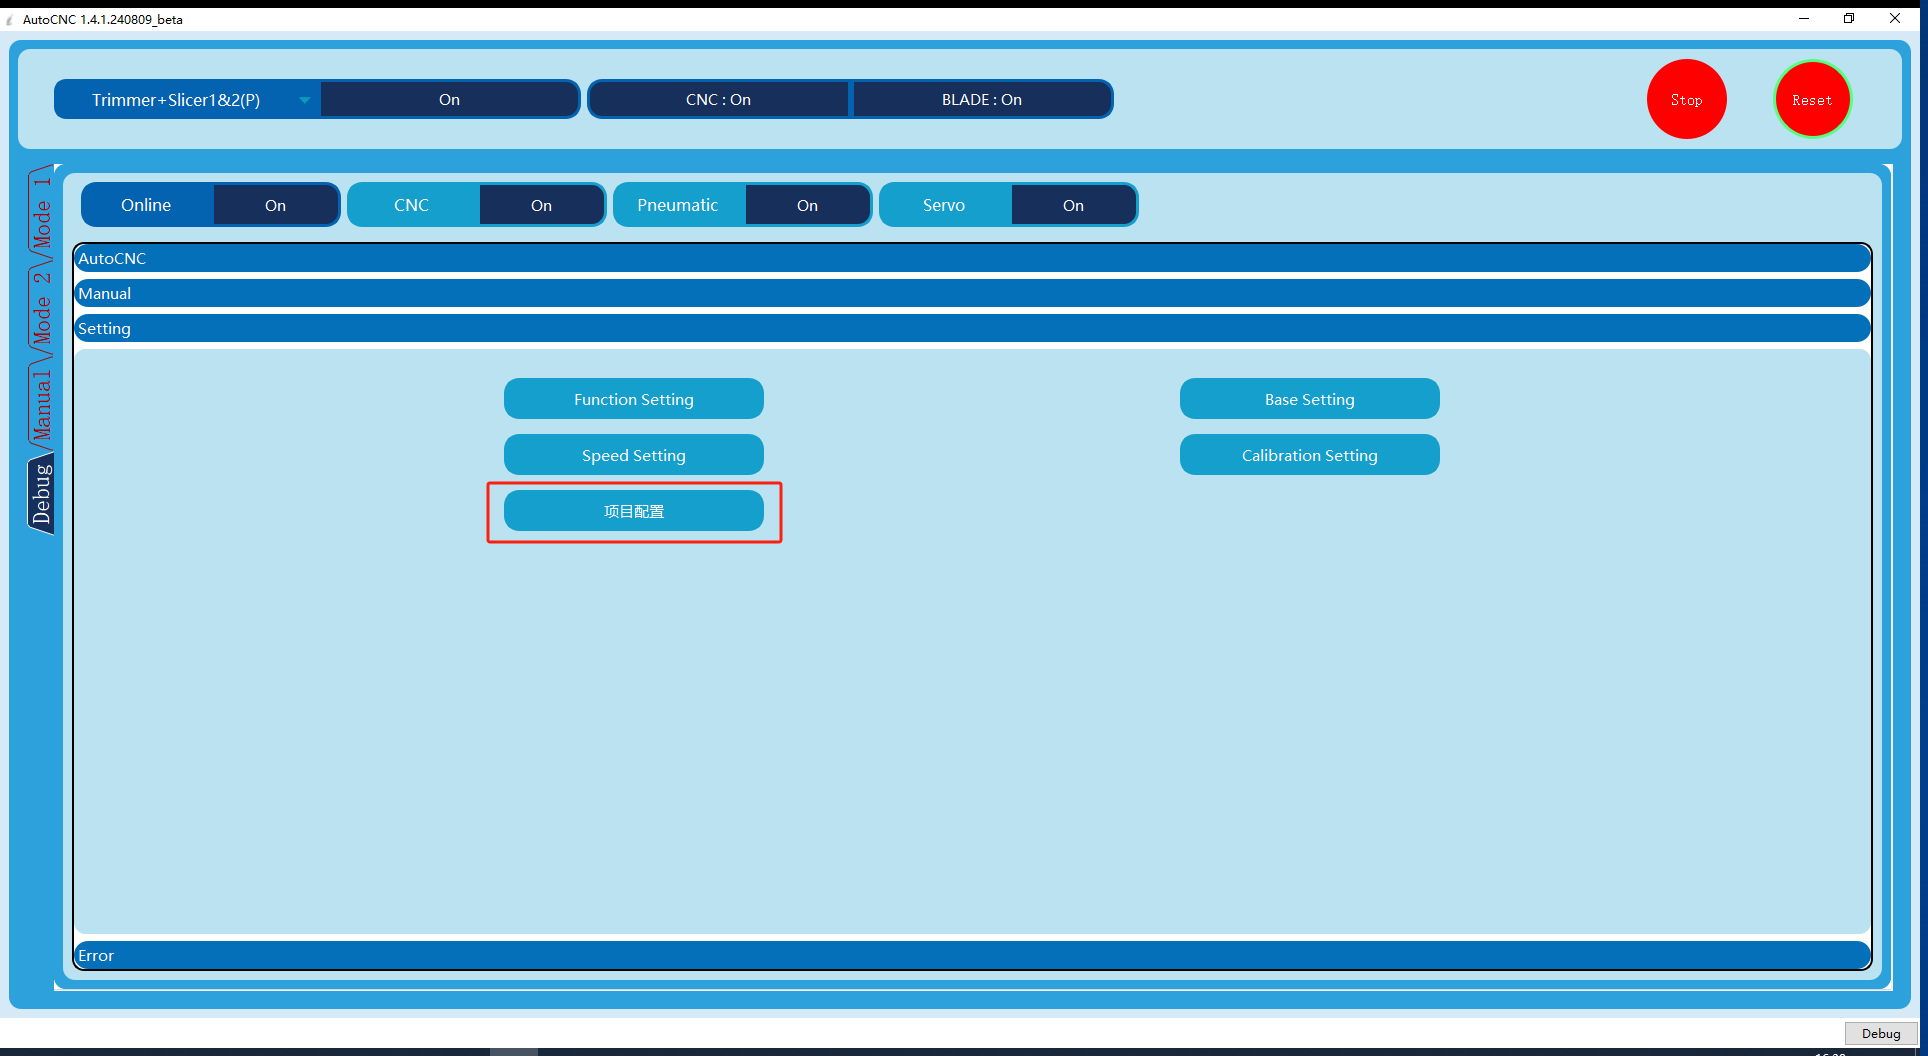 AutoCNC 1.4.1.240809_beta
Trimmer+Slicer1&2(P) On CNC : On BLADE : On Stop Reset
Mode 1
Mode 2
Manual
Debug
Online On CNC On Pneumatic On Servo On
AutoCNC
Manual
Setting
Function Setting Base Setting
Speed Setting Calibration Setting
项目配置
Error
Debug